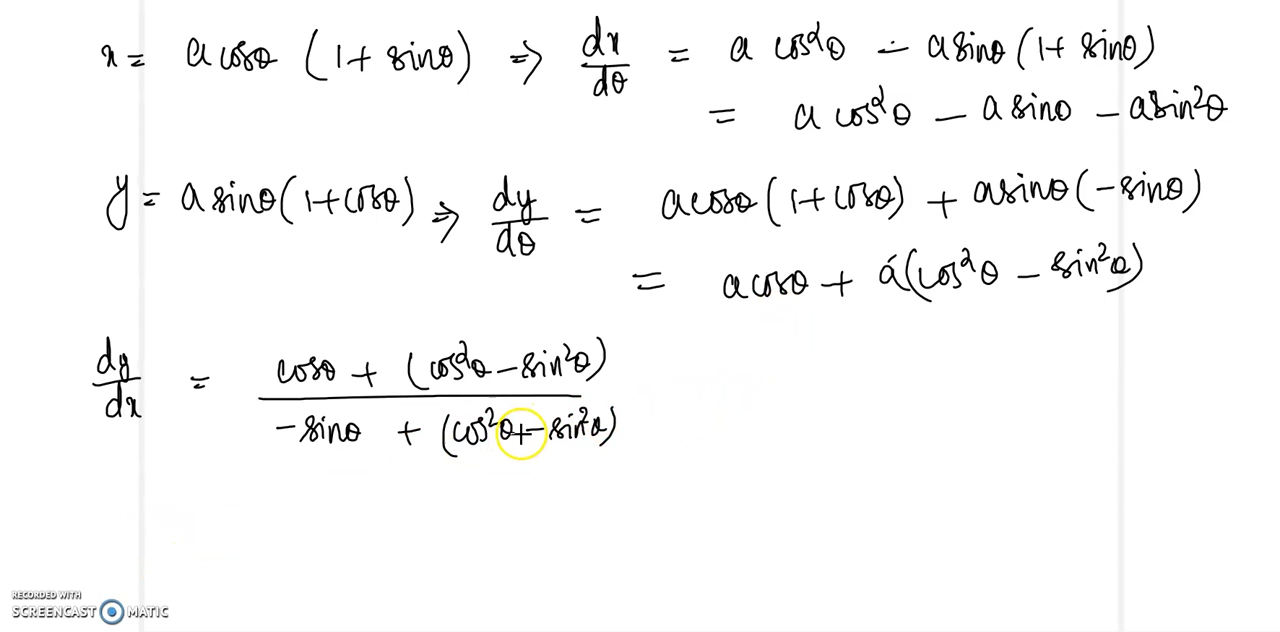 x = a cosθ (1+ sinθ) ⇒ dx/dθ = a cos²θ - a sinθ (1+ sinθ)
= a cos²θ - a sinθ - a sin²θ
y = a sinθ (1+cosθ) ⇒ dy/dθ = a cosθ (1+cosθ) + a sinθ (-sinθ)
= a cosθ + a (cos²θ - sin²θ)
dy/dx = cosθ + (cos²θ - sin²θ) / -sinθ + (cos²θ - sin²θ)
RECORDED WITH
SCREENCAST MATIC